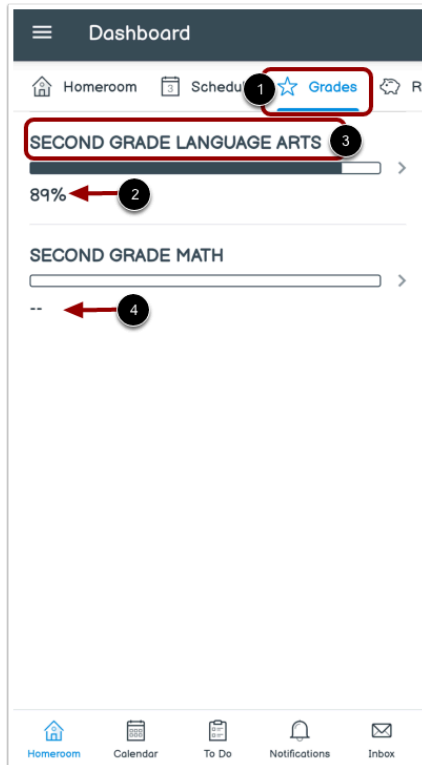 Dashboard
Homeroom 3 Schedu 1 Grades R
SECOND GRADE LANGUAGE ARTS 3
89% 2
SECOND GRADE MATH
-- 4
Homeroom Calendar To Do Notifications Inbox